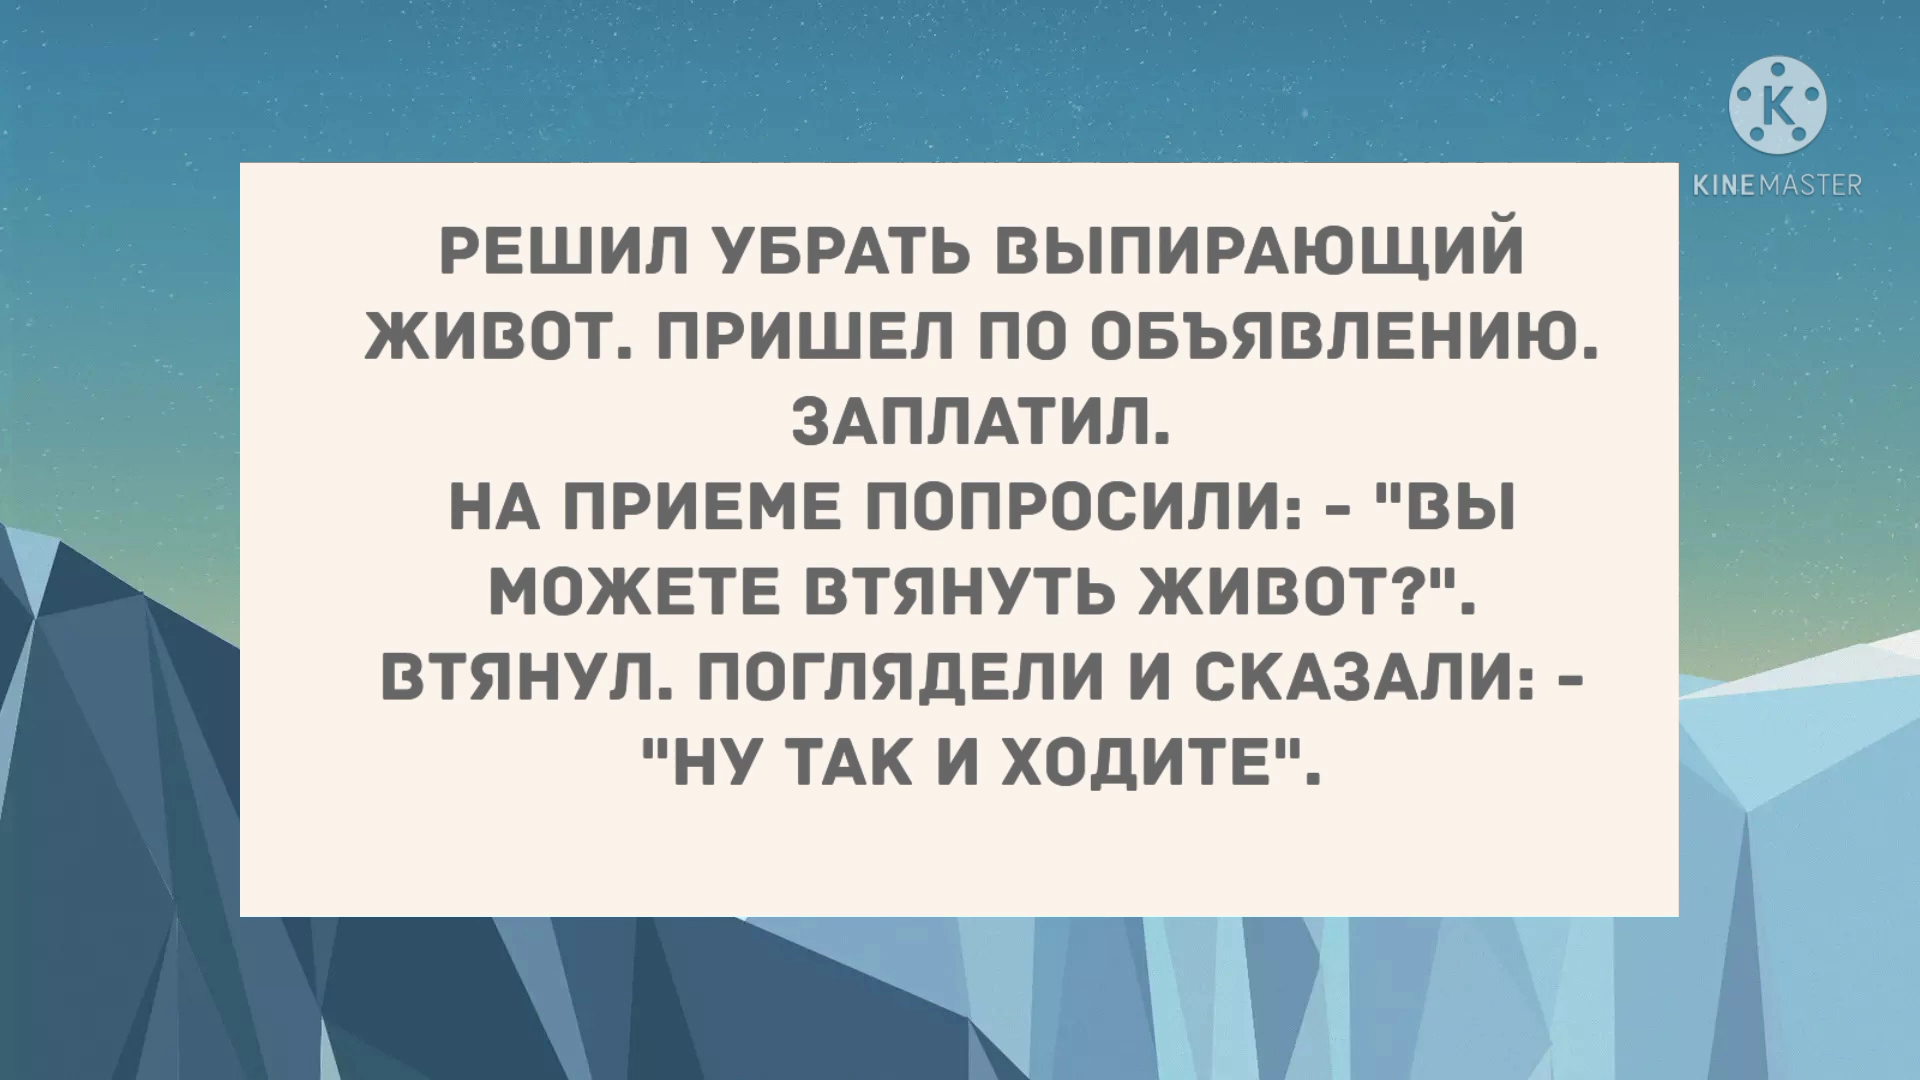 K
KINEMASTER
РЕШИЛ УБРАТЬ ВЫПИРАЮЩИЙ
ЖИВОТ. ПРИШЕЛ ПО ОБЪЯВЛЕНИЮ.
ЗАПЛАТИЛ.
НА ПРИЕМЕ ПОПРОСИЛИ: - "ВЫ
МОЖЕТЕ ВТЯНУТЬ ЖИВОТ?".
ВТЯНУЛ. ПОГЛЯДЕЛИ И СКАЗАЛИ: -
"НУ ТАК И ХОДИТЕ".